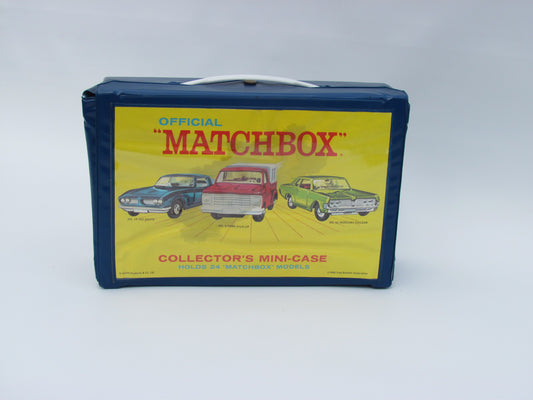 OFFICIAL
"MATCHBOX"
COLLECTOR'S MINI-CASE
HOLDS 24 "MATCHBOX" MODELS